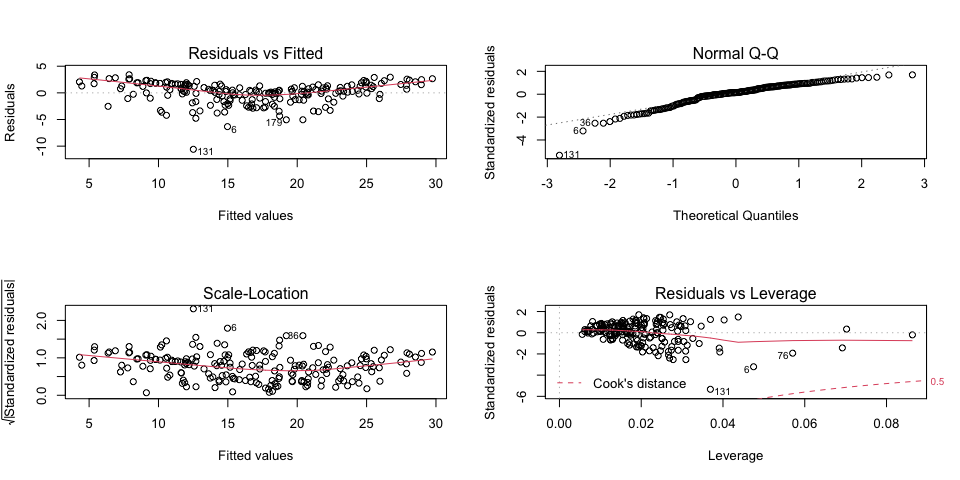 Residuals vs Fitted
Residuals
5
0
-5
-10
179
6
131
5 10 15 20 25 30
Fitted values
Normal Q-Q
Standardized residuals
2
0
-2
-4
36
6
131
-3 -2 -1 0 1 2 3
Theoretical Quantiles
Scale-Location
√|Standardized residuals|
2.0
1.0
0.0
131
6
36
5 10 15 20 25 30
Fitted values
Residuals vs Leverage
Standardized residuals
2
0
-2
-6
76
6
131
Cook's distance
0.5
0.00 0.02 0.04 0.06 0.08
Leverage